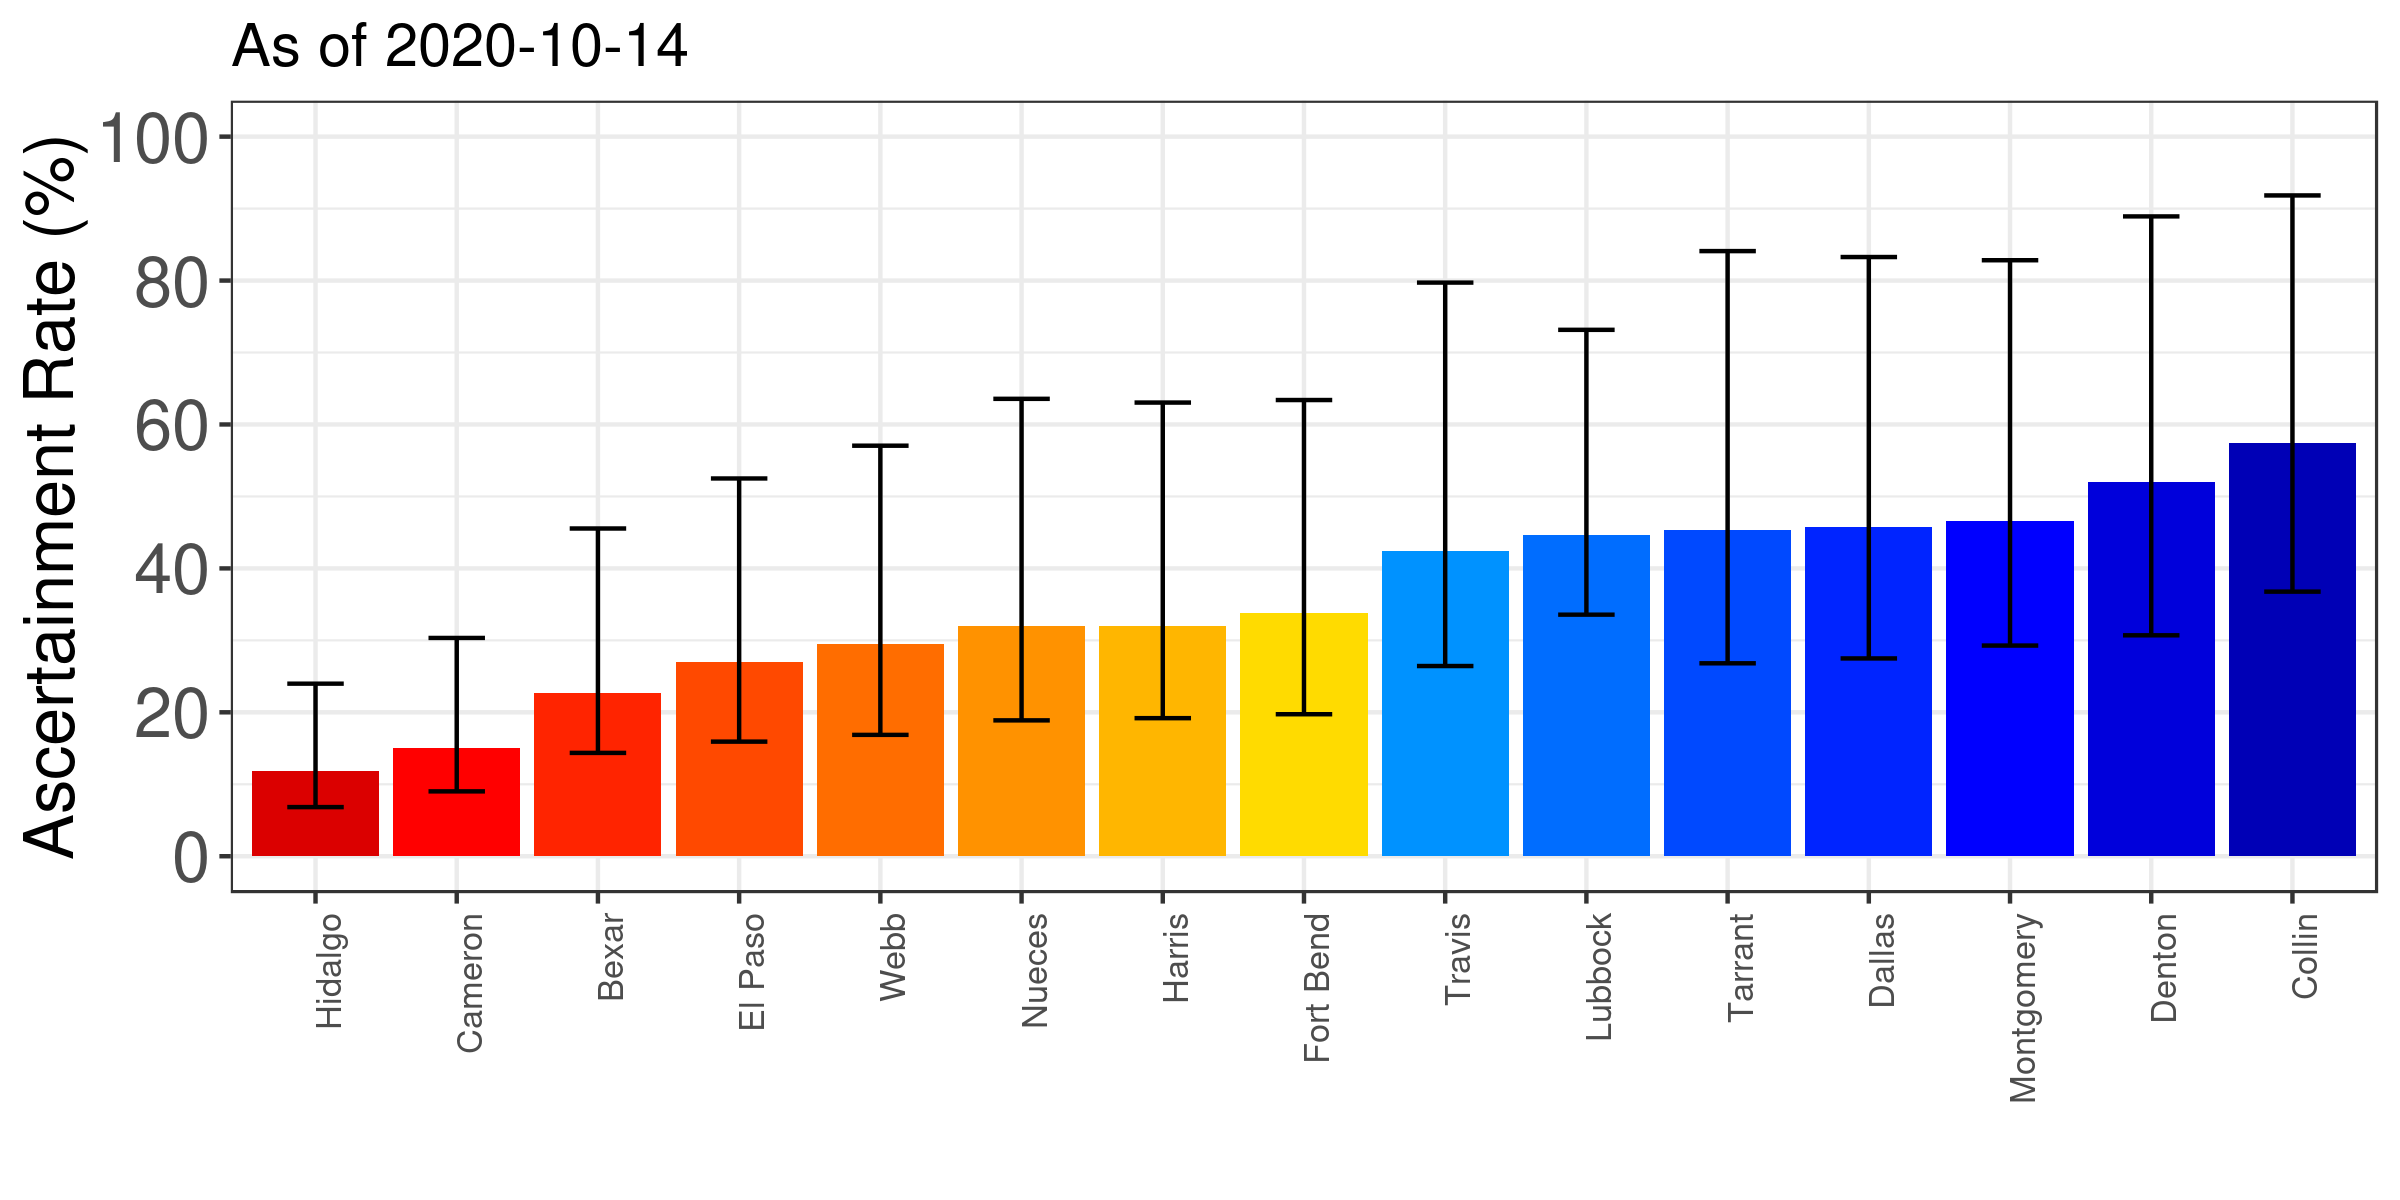 As of 2020-10-14
Ascertainment Rate (%)
100
80
60
40
20
0
Hidalgo
Cameron
Bexar
El Paso
Webb
Nueces
Harris
Fort Bend
Travis
Lubbock
Tarrant
Dallas
Montgomery
Denton
Collin